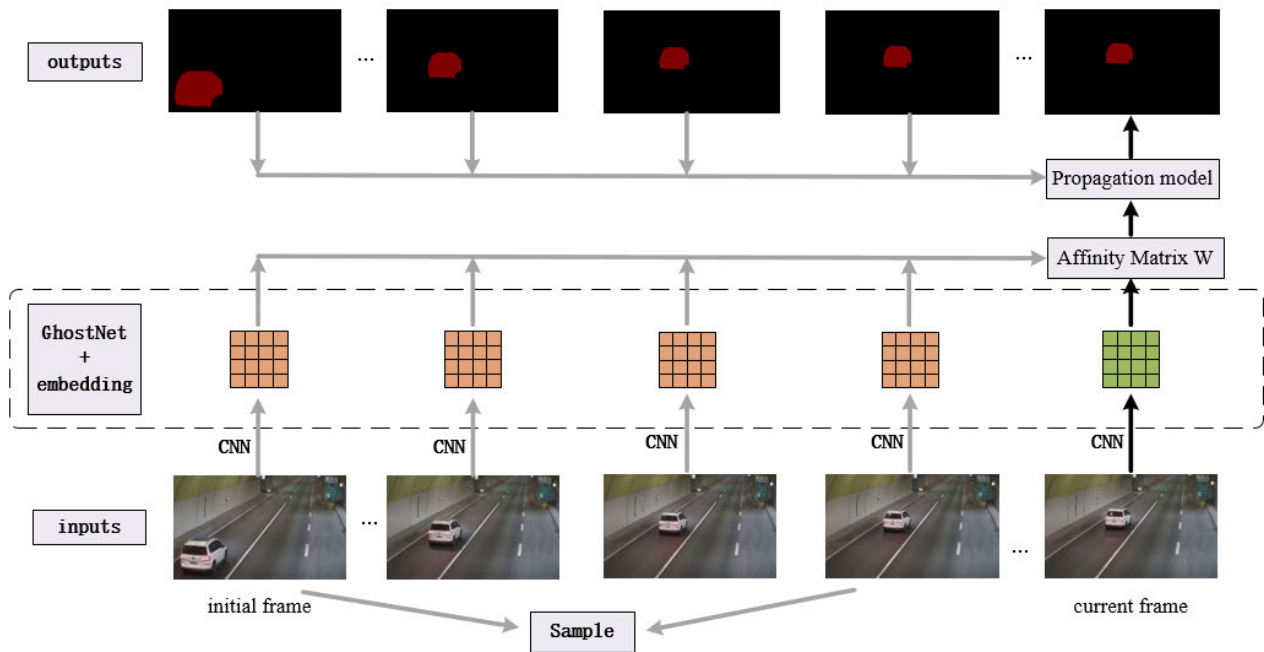 outputs
...
...
Propagation model
Affinity Matrix W
GhostNet
+
embedding
CNN
CNN
CNN
CNN
CNN
inputs
...
...
initial frame
current frame
Sample